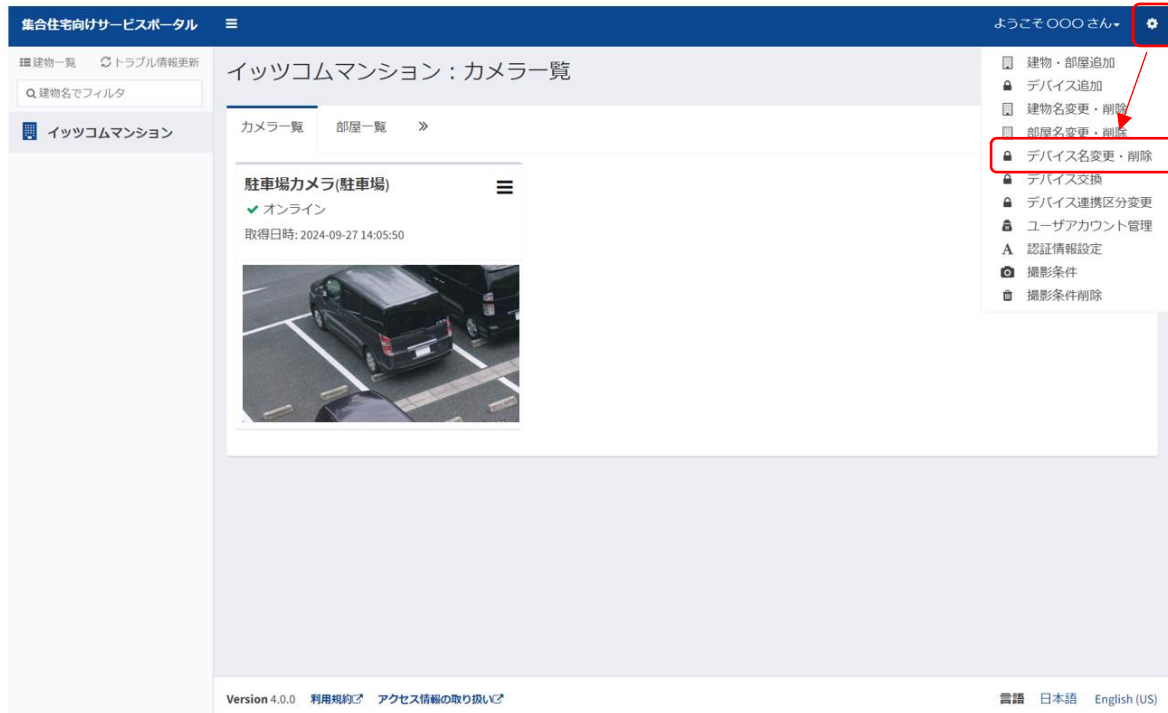 集合住宅向けサービスポータル
ようこそ〇〇〇さん
建物一覧 トラブル情報更新
建物名でフィルタ
イッツコムマンション
イッツコムマンション：カメラ一覧
カメラ一覧 部屋一覧 »
駐車場カメラ(駐車場)
オンライン
取得日時: 2024-09-27 14:05:50
建物・部屋追加
デバイス追加
建物名変更・削除
部屋名変更・削除
デバイス名変更・削除
デバイス交換
デバイス連携区分変更
ユーザアカウント管理
A 認証情報設定
撮影条件
撮影条件削除
Version 4.0.0 利用規約 アクセス情報の取り扱い
言語 日本語 English (US)